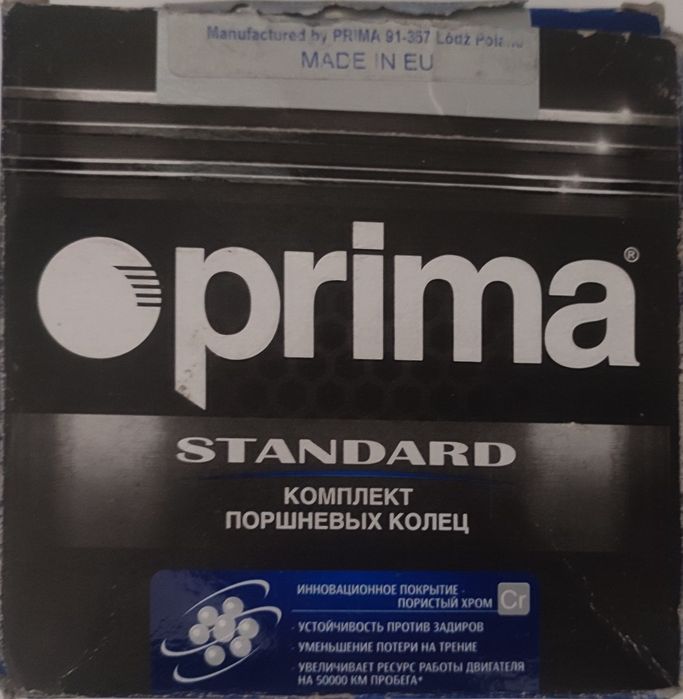 Manufactured by PRIMA 91-357 Łódź
MADE IN EU
prima®
STANDARD
КОМПЛЕКТ
ПОРШНЕВЫХ КОЛЕЦ
ИННОВАЦИОННОЕ ПОКРЫТИЕ -
ПОРИСТЫЙ ХРОМ Cr
· УСТОЙЧИВОСТЬ ПРОТИВ ЗАДИРОВ
· УМЕНЬШЕНИЕ ПОТЕРИ НА ТРЕНИЕ
· УВЕЛИЧИВАЕТ РЕСУРС РАБОТЫ ДВИГАТЕЛЯ
НА 50000 КМ ПРОБЕГА*